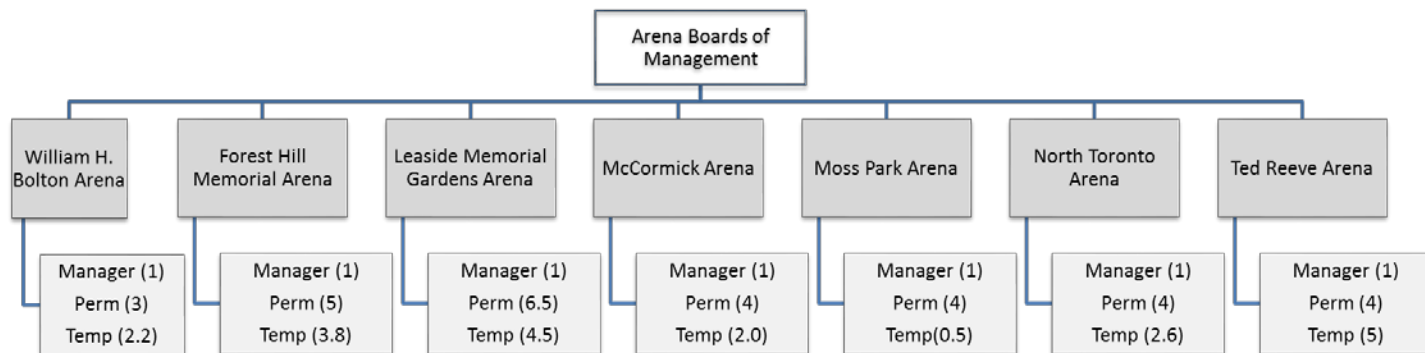 Arena Boards of
Management
William H.
Bolton Arena
Forest Hill
Memorial Arena
Leaside Memorial
Gardens Arena
McCormick Arena
Moss Park Arena
North Toronto
Arena
Ted Reeve Arena
Manager (1)
Perm (3)
Temp (2.2)
Manager (1)
Perm (5)
Temp (3.8)
Manager (1)
Perm (6.5)
Temp (4.5)
Manager (1)
Perm (4)
Temp (2.0)
Manager (1)
Perm (4)
Temp(0.5)
Manager (1)
Perm (4)
Temp (2.6)
Manager (1)
Perm (4)
Temp (5)